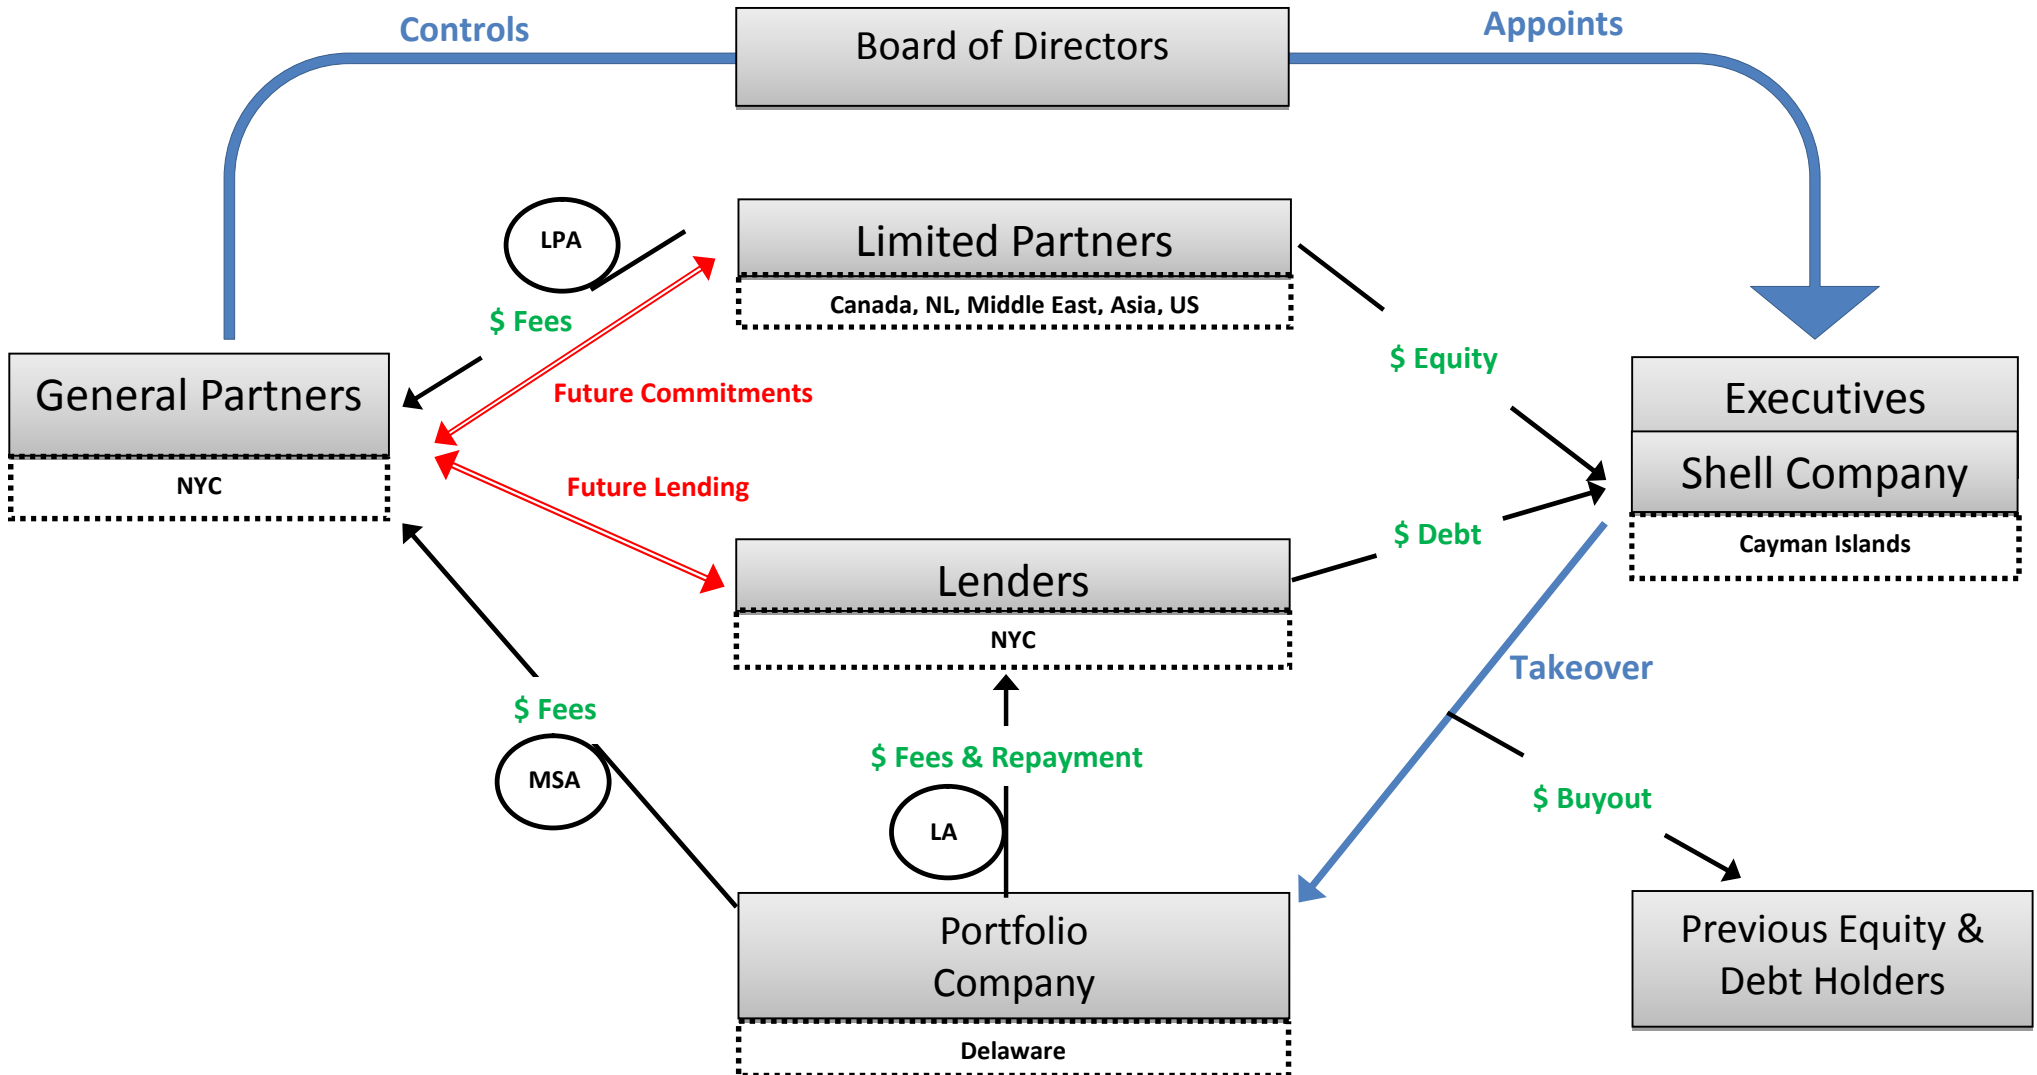 Controls
Appoints
Board of Directors
LPA
Limited Partners
Canada, NL, Middle East, Asia, US
$ Fees
$ Equity
General Partners
NYC
Future Commitments
Executives
Shell Company
Cayman Islands
Future Lending
$ Debt
Lenders
NYC
Takeover
$ Fees
MSA
$ Fees & Repayment
LA
$ Buyout
Portfolio
Company
Delaware
Previous Equity &
Debt Holders